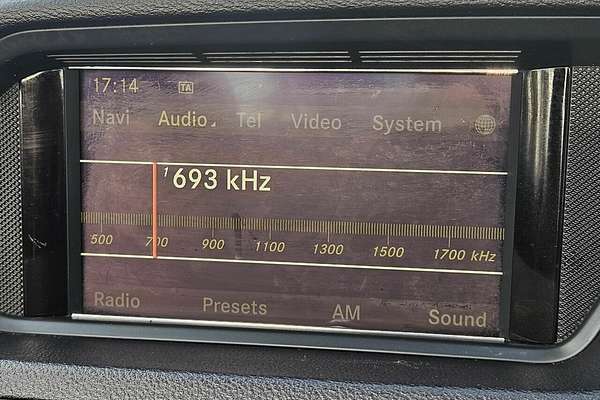 17:14 TA
Navi Audio Tel Video System
1 693 kHz
500 700 900 1100 1300 1500 1700 kHz
Radio Presets AM Sound